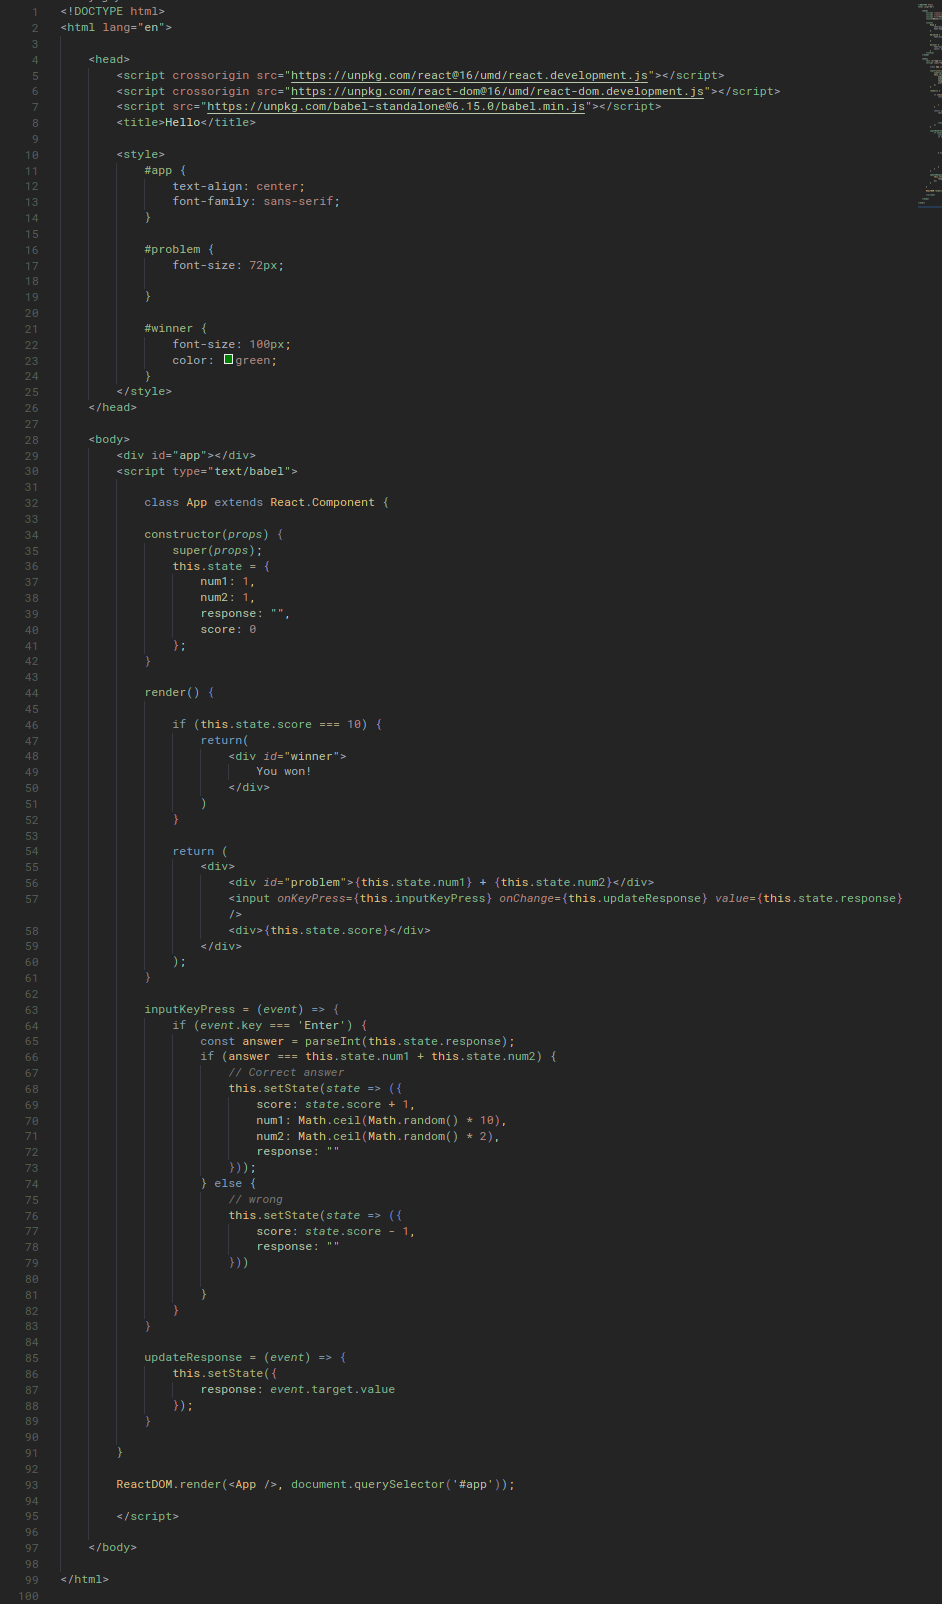 1 <!DOCTYPE html>
2 <html lang="en">
3
4 <head>
5 <script crossorigin src="https://unpkg.com/react@16/umd/react.development.js"></script>
6 <script crossorigin src="https://unpkg.com/react-dom@16/umd/react-dom.development.js"></script>
7 <script src="https://unpkg.com/babel-standalone@6.15.0/babel.min.js"></script>
8 <title>Hello</title>
9
10 <style>
11 #app {
12 text-align: center;
13 font-family: sans-serif;
14 }
15
16 #problem {
17 font-size: 72px;
18
19 }
20
21 #winner {
22 font-size: 100px;
23 color: green;
24 }
25 </style>
26 </head>
27
28 <body>
29 <div id="app"></div>
30 <script type="text/babel">
31
32 class App extends React.Component {
33
34 constructor(props) {
35 super(props);
36 this.state = {
37 num1: 1,
38 num2: 1,
39 response: "",
40 score: 0
41 };
42 }
43
44 render() {
45
46 if (this.state.score === 10) {
47 return(
48 <div id="winner">
49 You won!
50 </div>
51 )
52 }
53
54 return (
55 <div>
56 <div id="problem">{this.state.num1} + {this.state.num2}</div>
57 <input onKeyPress={this.inputKeyPress} onChange={this.updateResponse} value={this.state.response}
/>
58 <div>{this.state.score}</div>
59 </div>
60 );
61 }
62
63 inputKeyPress = (event) => {
64 if (event.key === 'Enter') {
65 const answer = parseInt(this.state.response);
66 if (answer === this.state.num1 + this.state.num2) {
67 // Correct answer
68 this.setState(state => ({
69 score: state.score + 1,
70 num1: Math.ceil(Math.random() * 10),
71 num2: Math.ceil(Math.random() * 2),
72 response: ""
73 }));
74 } else {
75 // wrong
76 this.setState(state => ({
77 score: state.score - 1,
78 response: ""
79 }))
80
81 }
82 }
83 }
84
85 updateResponse = (event) => {
86 this.setState({
87 response: event.target.value
88 });
89 }
90
91 }
92
93 ReactDOM.render(<App />, document.querySelector('#app'));
94
95 </script>
96
97 </body>
98
99 </html>
100